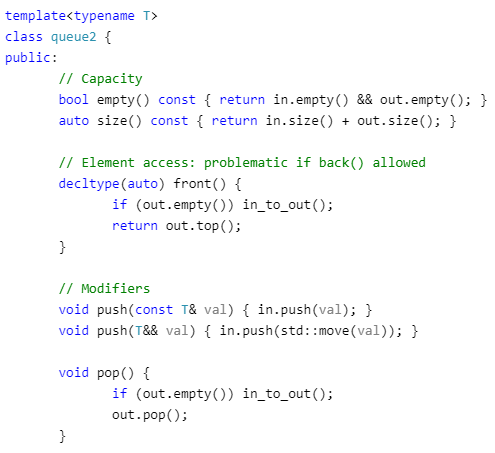 template<typename T>
class queue2 {
public:
// Capacity
bool empty() const { return in.empty() && out.empty(); }
auto size() const { return in.size() + out.size(); }
// Element access: problematic if back() allowed
decltype(auto) front() {
if (out.empty()) in_to_out();
return out.top();
}
// Modifiers
void push(const T& val) { in.push(val); }
void push(T&& val) { in.push(std::move(val)); }
void pop() {
if (out.empty()) in_to_out();
out.pop();
}